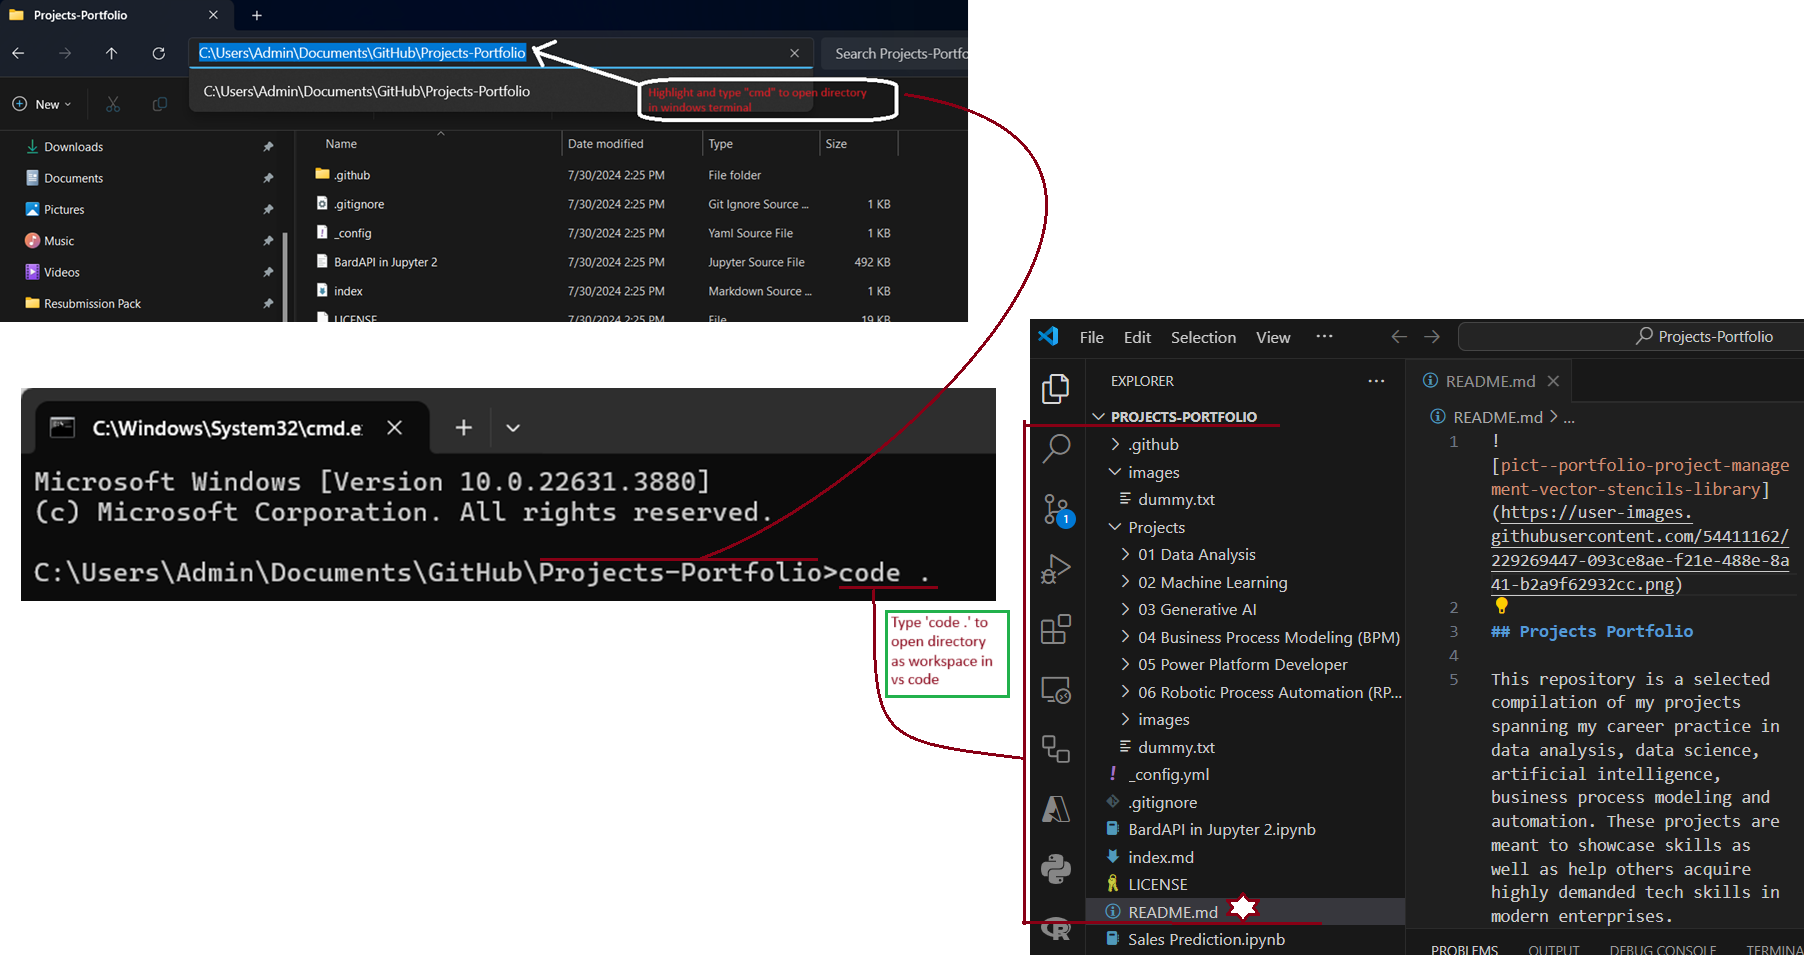 Projects-Portfolio
C:\Users\Admin\Documents\GitHub\Projects-Portfolio
Search Projects-Portfo
C:\Users\Admin\Documents\GitHub\Projects-Portfolio
Highlight and type "cmd" to open directory
in windows terminal
New
Name Date modified Type Size
Downloads
Documents
Pictures
Music
Videos
Resubmission Pack
.github 7/30/2024 2:25 PM File folder
.gitignore 7/30/2024 2:25 PM Git Ignore Source ... 1 KB
_config 7/30/2024 2:25 PM Yaml Source File 1 KB
BardAPI in Jupyter 2 7/30/2024 2:25 PM Jupyter Source File 492 KB
index 7/30/2024 2:25 PM Markdown Source ... 1 KB
LICENSE 7/30/2024 2:25 PM File 19 KB
C:\Windows\System32\cmd.e
Microsoft Windows [Version 10.0.22631.3880]
(c) Microsoft Corporation. All rights reserved.
C:\Users\Admin\Documents\GitHub\Projects-Portfolio>code .
Type 'code .' to
open directory
as workspace in
vs code
File Edit Selection View ...
Projects-Portfolio
EXPLORER ...
PROJECTS-PORTFOLIO
.github
images
dummy.txt
Projects
01 Data Analysis
02 Machine Learning
03 Generative AI
04 Business Process Modeling (BPM)
05 Power Platform Developer
06 Robotic Process Automation (RP...
images
dummy.txt
_config.yml
.gitignore
BardAPI in Jupyter 2.ipynb
index.md
LICENSE
README.md
Sales Prediction.ipynb
1
README.md
README.md > ...
1 !
[pict--portfolio-project-manage
ment-vector-stencils-library]
(https://user-images.
githubusercontent.com/54411162/
229269447-093ce8ae-f21e-488e-8a
41-b2a9f62932cc.png)
2
3 ## Projects Portfolio
4
5 This repository is a selected
compilation of my projects
spanning my career practice in
data analysis, data science,
artificial intelligence,
business process modeling and
automation. These projects are
meant to showcase skills as
well as help others acquire
highly demanded tech skills in
modern enterprises.
PROBLEMS OUTPUT DEBUG CONSOLE TERMINA